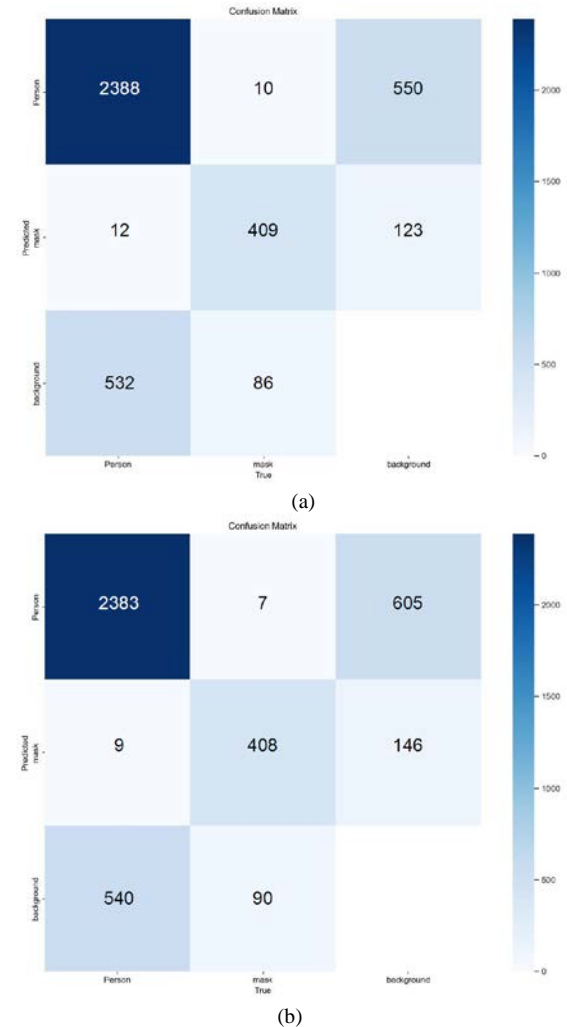 Confusion Matrix
Person
2388 10 550
2000
1500
Predicted
mask
12 409 123
1000
500
background
532 86
0
Person mask background
True
(a)
Confusion Matrix
Person
2383 7 605
2000
1500
Predicted
mask
9 408 146
1000
500
background
540 90
0
Person mask background
True
(b)